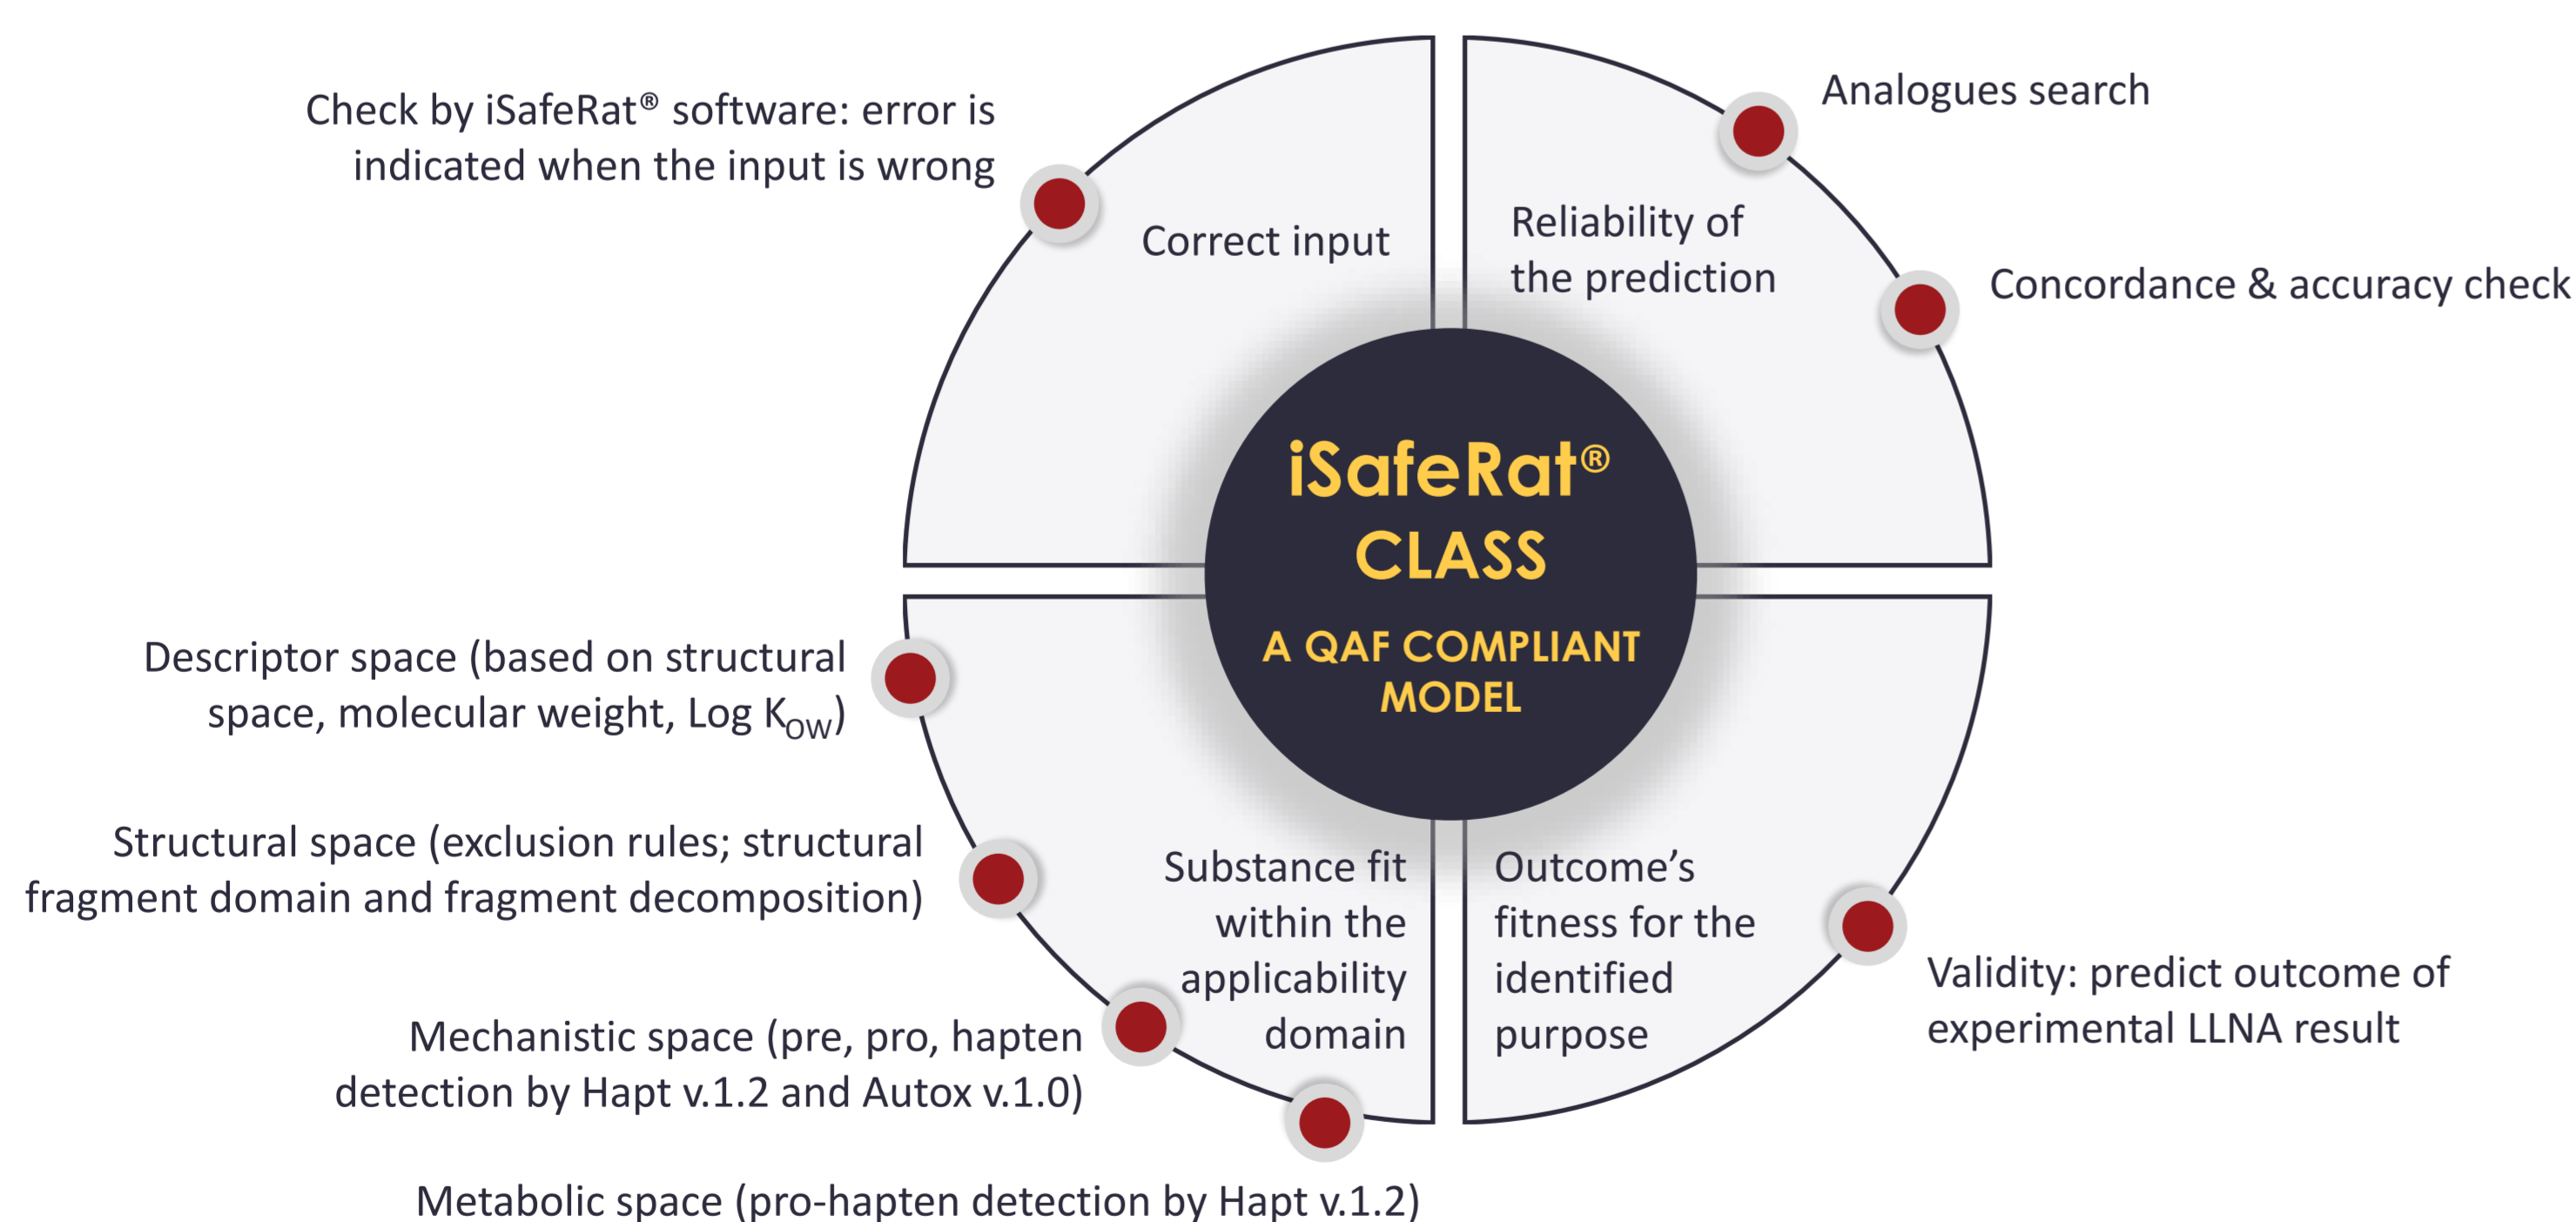 Check by iSafeRat® software: error is
indicated when the input is wrong
Correct input
Analogues search
Reliability of
the prediction
Concordance & accuracy check
iSafeRat®
CLASS
A QAF COMPLIANT
MODEL
Descriptor space (based on structural
space, molecular weight, Log KOW)
Structural space (exclusion rules; structural
fragment domain and fragment decomposition)
Mechanistic space (pre, pro, hapten
detection by Hapt v.1.2 and Autox v.1.0)
Metabolic space (pro-hapten detection by Hapt v.1.2)
Substance fit
within the
applicability
domain
Outcome’s
fitness for the
identified
purpose
Validity: predict outcome of
experimental LLNA result